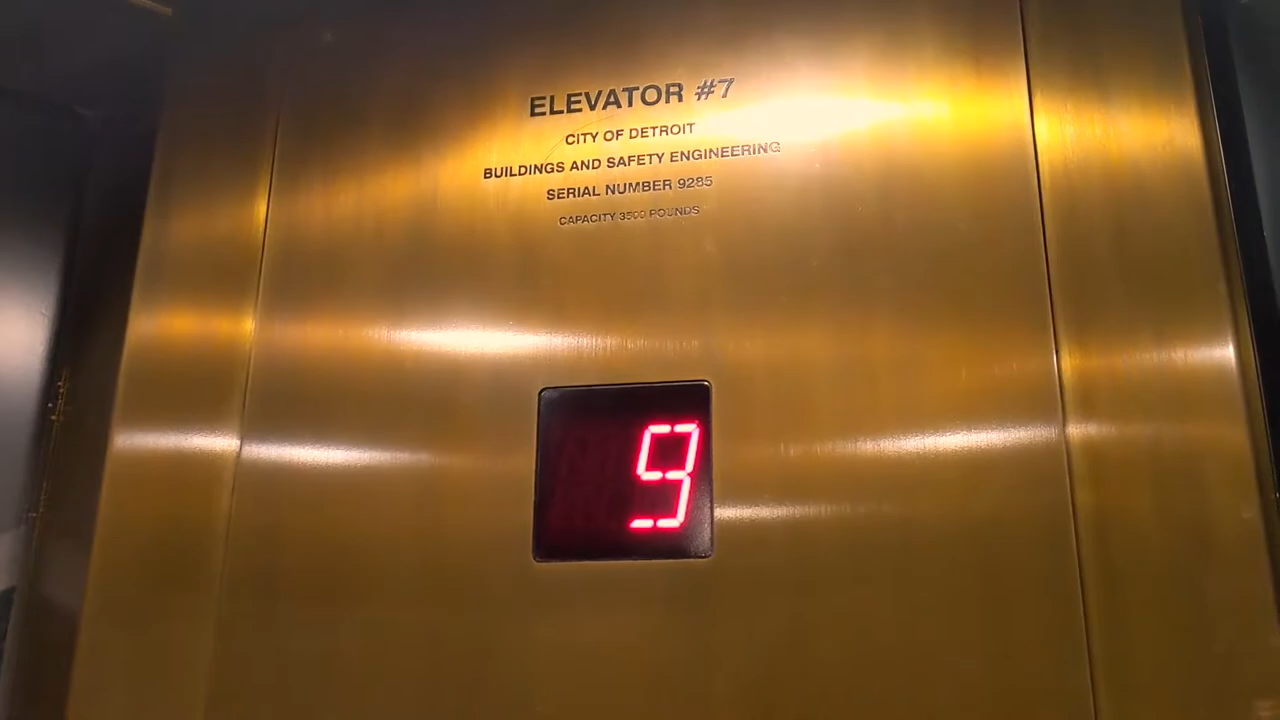 ELEVATOR #7
CITY OF DETROIT
BUILDINGS AND SAFETY ENGINEERING
SERIAL NUMBER 9285
CAPACITY 3500 POUNDS
9